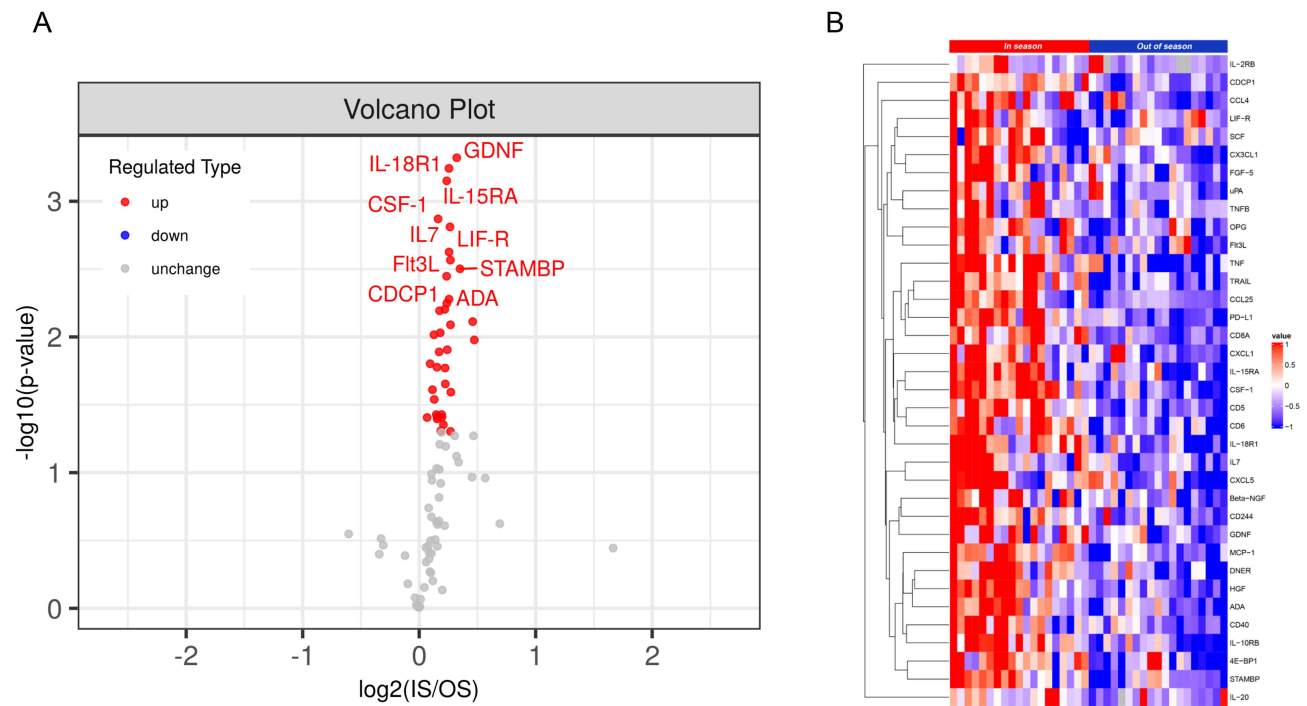 A
Volcano Plot
Regulated Type
up
down
unchange
GDNF
IL-18R1
IL-15RA
CSF-1
IL7
LIF-R
Flt3L
STAMBP
CDCP1
ADA
3
2
1
0
-log10(p-value)
-2
-1
0
1
2
log2(IS/OS)
B
In season
Out of season
IL−2RB
CDCP1
CCL4
LIF−R
SCF
CX3CL1
FGF−5
uPA
TNFB
OPG
Flt3L
TNF
TRAIL
CCL25
PD−L1
CD8A
CXCL1
IL−15RA
CSF−1
CD5
CD6
IL−18R1
IL7
CXCL5
Beta−NGF
CD244
GDNF
MCP−1
DNER
HGF
ADA
CD40
IL−10RB
4E−BP1
STAMBP
IL−20
value
1
0.5
0
−0.5
−1